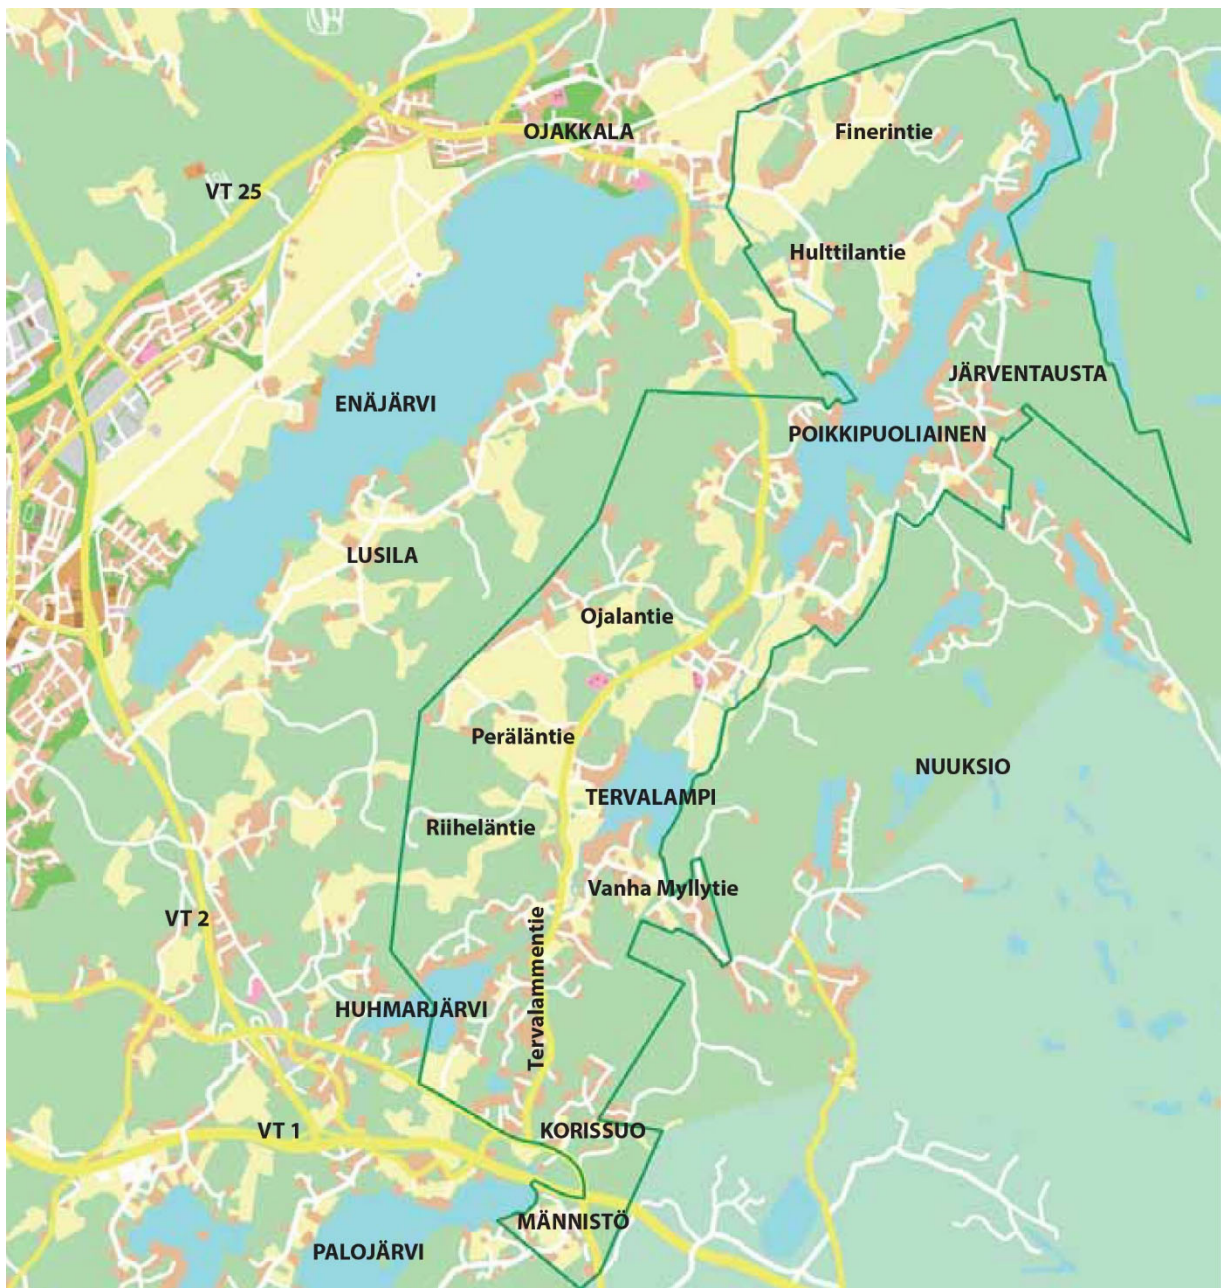 OJAKKALA
Finerintie
VT 25
Hulttilantie
JÄRVENTAUSTA
ENÄJÄRVI
POIKKIPUOLIAINEN
LUSILA
Ojalantie
Peräläntie
NUUKSIO
TERVALAMPI
Riiheläntie
Vanha Myllytie
VT 2
Tervalammentie
HUHMARJÄRVI
VT 1
KORISSUO
MÄNNISTÖ
PALOJÄRVI